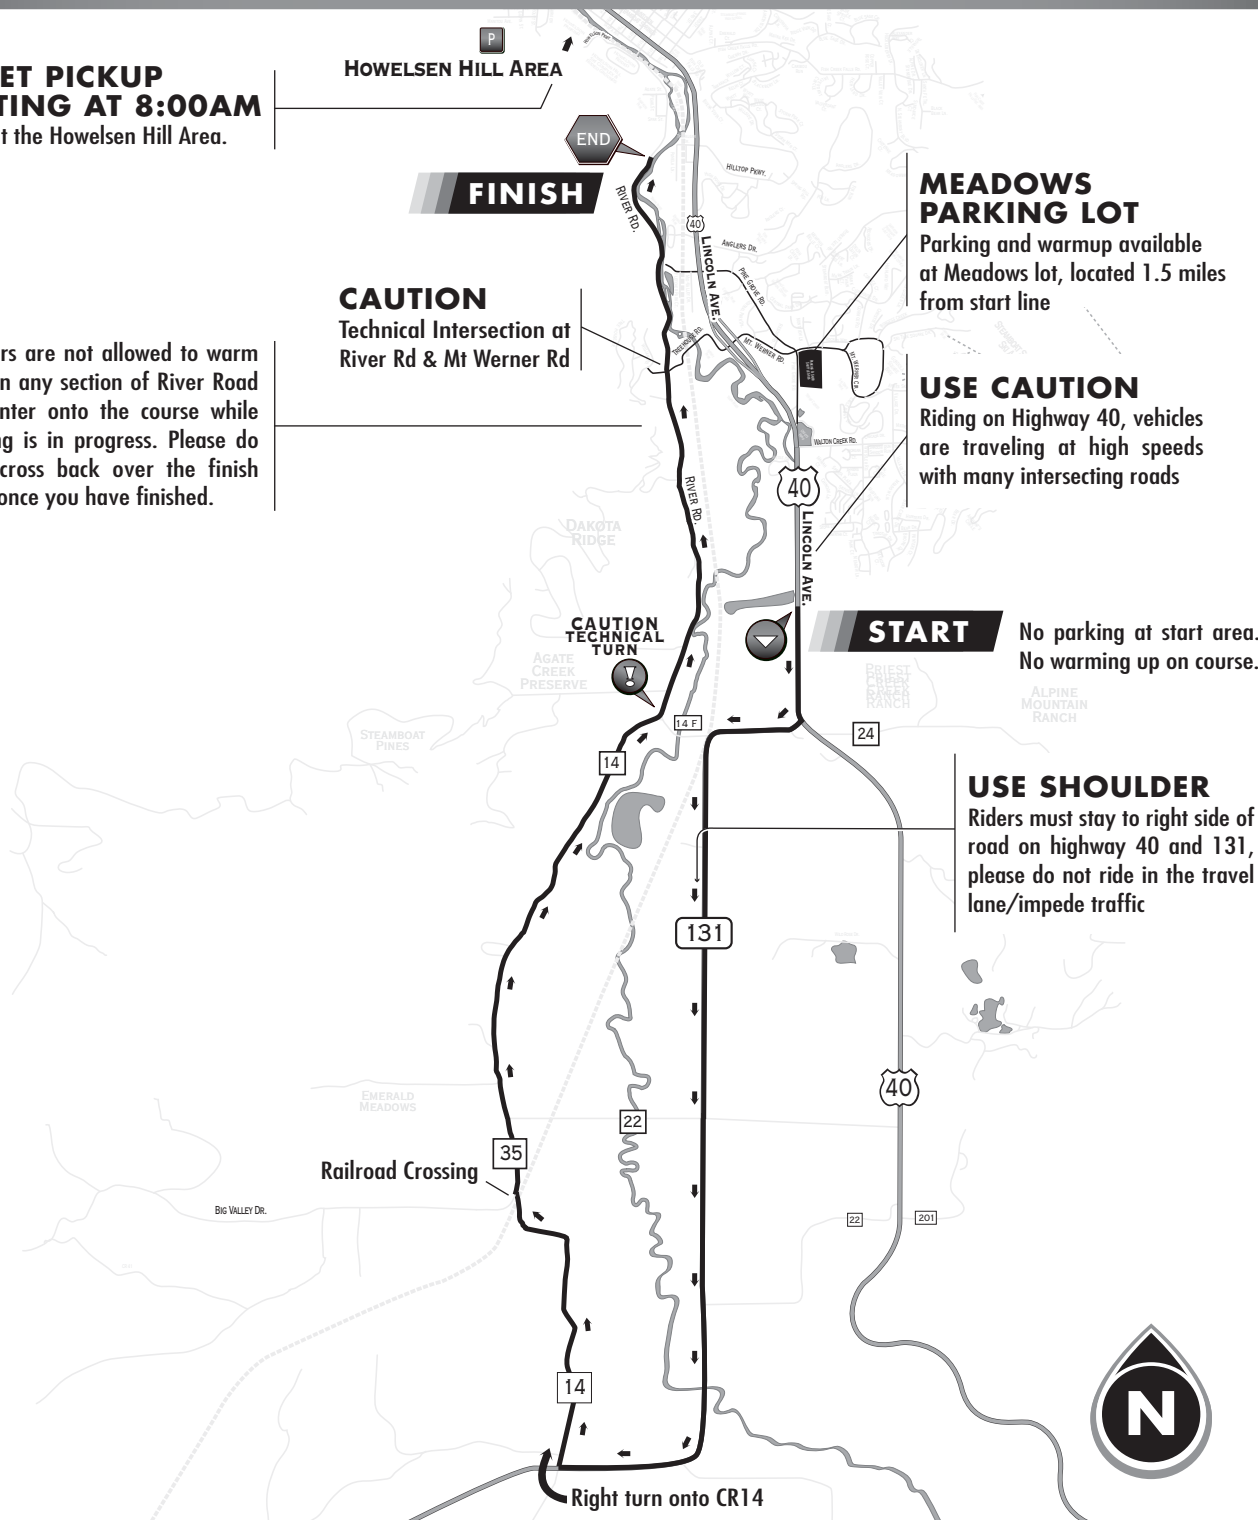 P
HOWELSEN HILL AREA
ET PICKUP
TING AT 8:00AM
t the Howelsen Hill Area.
END
FINISH
RIVER RD.
HILLTOP PKWY.
40
LINCOLN AVE.
ANGLERS DR.
PINE GROVE RD.
MEADOWS
PARKING LOT
Parking and warmup available
at Meadows lot, located 1.5 miles
from start line
CAUTION
Technical Intersection at
River Rd & Mt Werner Rd
TREEHOUSE RD.
MT. WERNER RD.
MT. WERNER CIR.
rs are not allowed to warm
n any section of River Road
nter onto the course while
ng is in progress. Please do
cross back over the finish
once you have finished.
USE CAUTION
Riding on Highway 40, vehicles
are traveling at high speeds
with many intersecting roads
WALTON CREEK RD.
40
LINCOLN AVE.
RIVER RD.
DAKOTA
RIDGE
CAUTION
TECHNICAL
TURN
!
AGATE
CREEK
PRESERVE
START
No parking at start area.
No warming up on course.
PRIEST
CREEK
RANCH
ALPINE
MOUNTAIN
RANCH
STEAMBOAT
PINES
14 F
24
14
USE SHOULDER
Riders must stay to right side of
road on highway 40 and 131,
please do not ride in the travel
lane/impede traffic
131
EMERALD
MEADOWS
40
22
35
Railroad Crossing
BIG VALLEY DR.
22
201
14
N
Right turn onto CR14